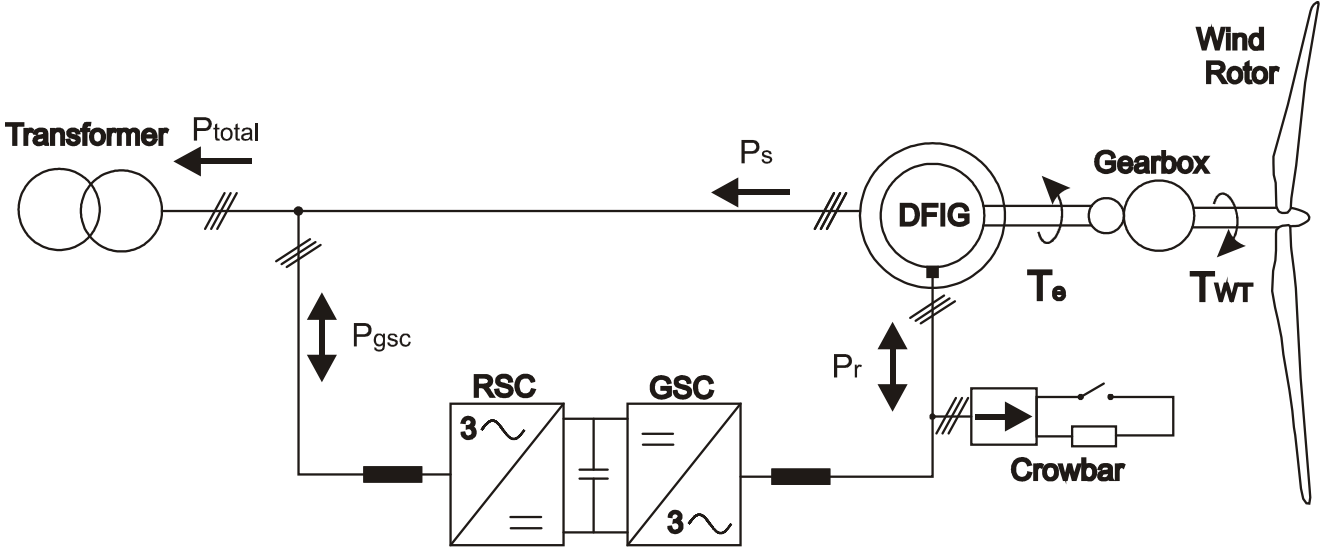 Wind
Rotor
Transformer
Ptotal
Ps
Gearbox
DFIG
Te
TWT
Pgsc
Pr
RSC
GSC
3
3
Crowbar